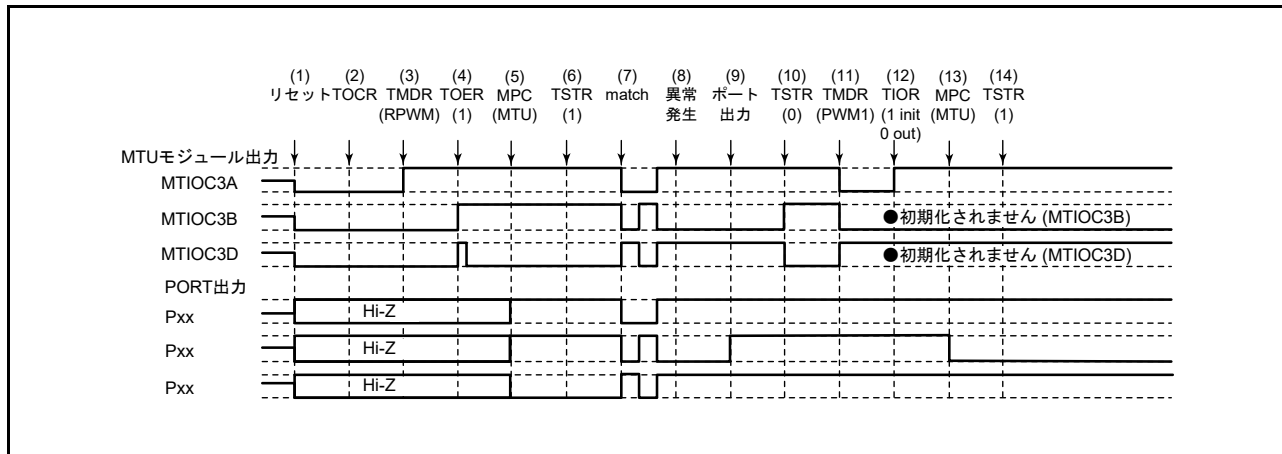 (1) (2) (3) (4) (5) (6) (7) (8) (9) (10) (11) (12) (13) (14)
リセット TOCR TMDR TOER MPC TSTR match 異常 ポート TSTR TMDR TIOR MPC TSTR
(RPWM) (1) (MTU) (1) 発生 出力 (0) (PWM1) (1 init (MTU) (1)
0 out)
MTUモジュール出力
MTIOC3A
MTIOC3B ●初期化されません (MTIOC3B)
MTIOC3D ●初期化されません (MTIOC3D)
PORT出力
Pxx Hi-Z
Pxx Hi-Z
Pxx Hi-Z